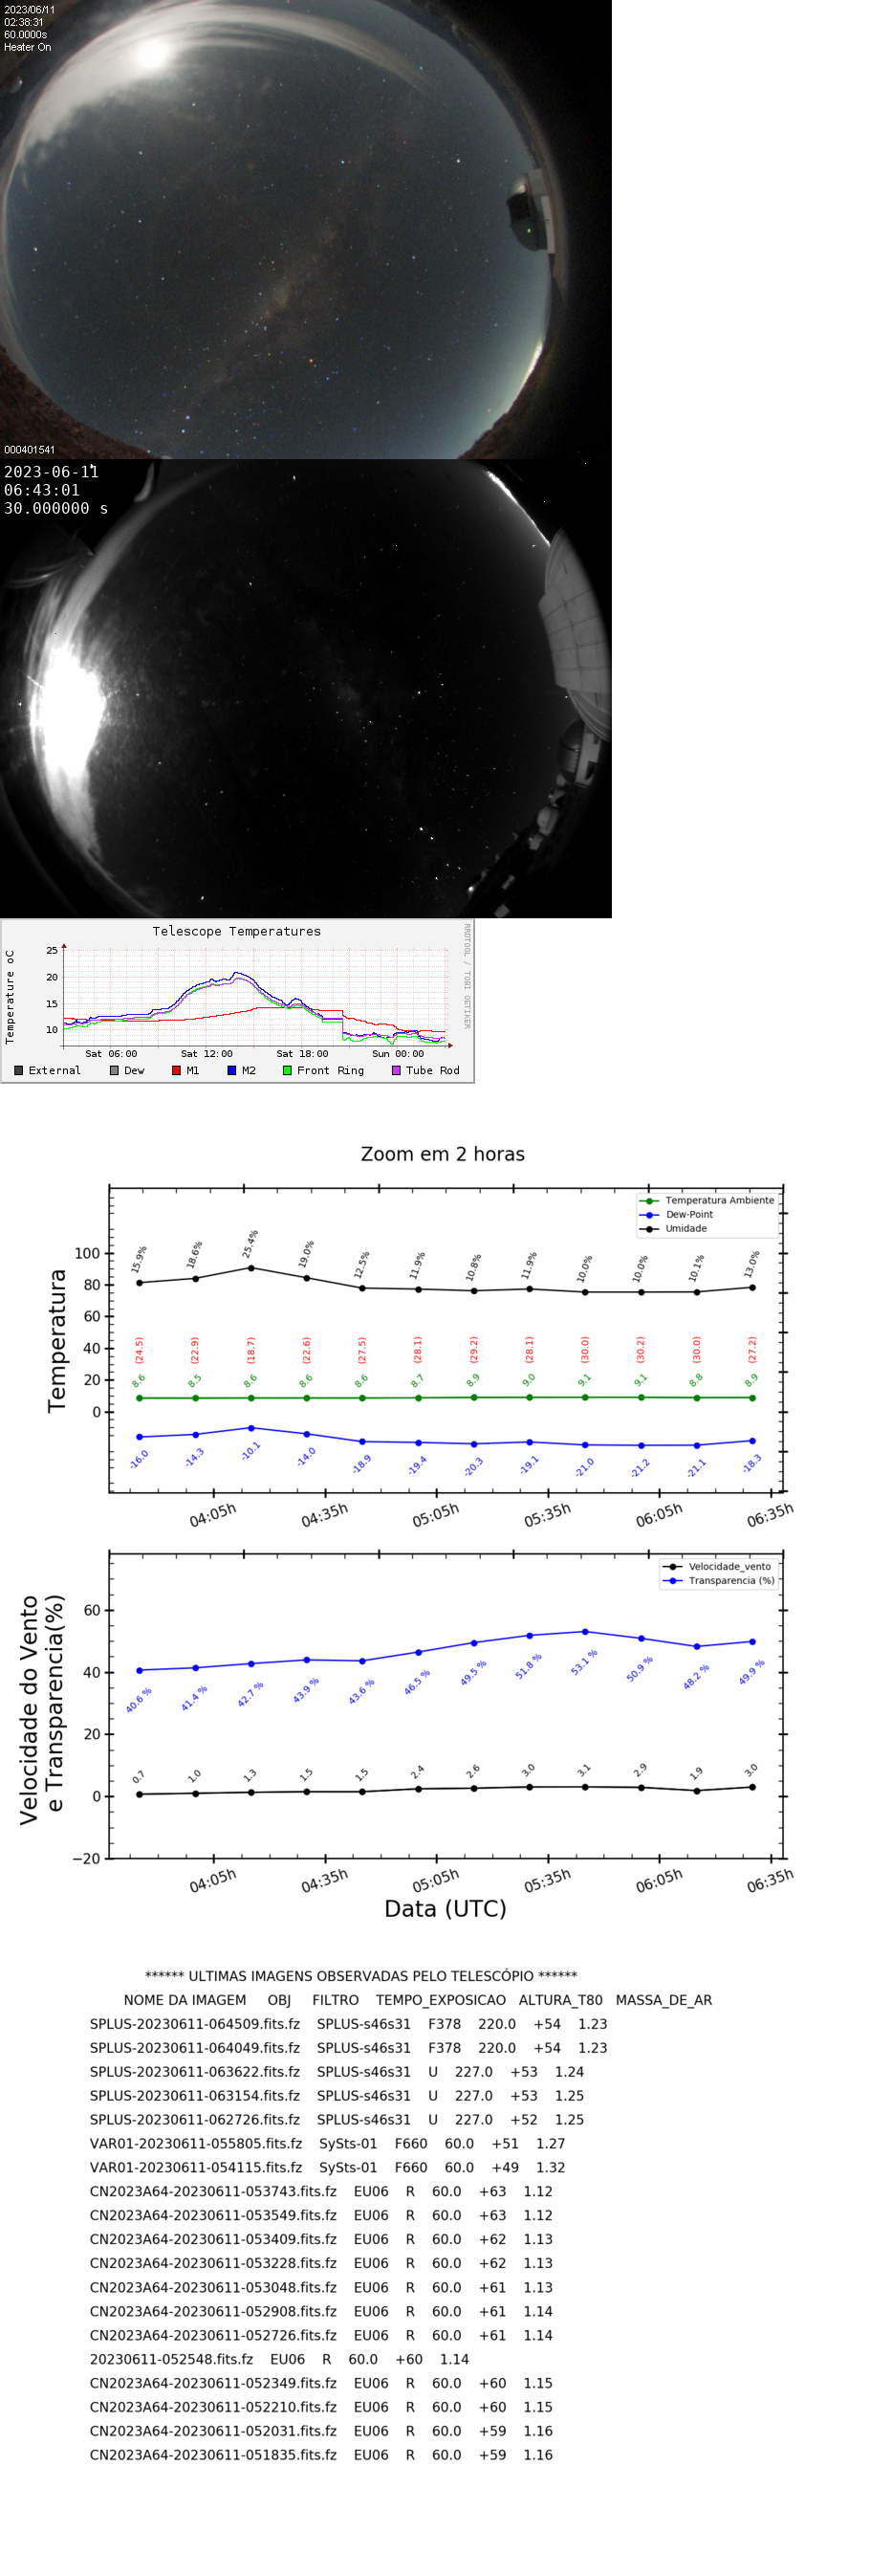 2023/06/11
02:38:31
60.0000s
Heater On
000401541
2023-06-11
06:43:01
30.000000 s
Telescope Temperatures
RRDTOOL / TOBI OETIKER
Temperature oC
25
20
15
10
Sat 06:00 Sat 12:00 Sat 18:00 Sun 00:00
External Dew M1 M2 Front Ring Tube Rod
Zoom em 2 horas
Temperatura
Temperatura Ambiente
Dew-Point
Umidade
100
80
60
40
20
0
15.9% 18.6% 25.4% 19.0% 12.5% 11.9% 10.8% 11.9% 10.0% 10.0% 10.1% 13.0%
(24.5) (22.9) (18.7) (22.6) (27.5) (28.1) (29.2) (28.1) (30.0) (30.2) (30.0) (27.2)
8.6 8.5 8.6 8.6 8.6 8.7 8.9 9.0 9.1 9.1 8.8 8.9
-16.0 -14.3 -10.1 -14.0 -18.9 -19.4 -20.3 -19.1 -21.0 -21.2 -21.1 -18.3
04:05h 04:35h 05:05h 05:35h 06:05h 06:35h
Velocidade do Vento
e Transparencia(%)
Velocidade_vento
Transparencia (%)
60
40
20
0
−20
40.6 % 41.4 % 42.7 % 43.9 % 43.6 % 46.5 % 49.5 % 51.8 % 53.1 % 50.9 % 48.2 % 49.9 %
0.7 1.0 1.3 1.5 1.5 2.4 2.6 3.0 3.1 2.9 1.9 3.0
04:05h 04:35h 05:05h 05:35h 06:05h 06:35h
Data (UTC)
****** ULTIMAS IMAGENS OBSERVADAS PELO TELESCÓPIO ******
NOME DA IMAGEM OBJ FILTRO TEMPO_EXPOSICAO ALTURA_T80 MASSA_DE_AR
SPLUS-20230611-064509.fits.fz SPLUS-s46s31 F378 220.0 +54 1.23
SPLUS-20230611-064049.fits.fz SPLUS-s46s31 F378 220.0 +54 1.23
SPLUS-20230611-063622.fits.fz SPLUS-s46s31 U 227.0 +53 1.24
SPLUS-20230611-063154.fits.fz SPLUS-s46s31 U 227.0 +53 1.25
SPLUS-20230611-062726.fits.fz SPLUS-s46s31 U 227.0 +52 1.25
VAR01-20230611-055805.fits.fz SySts-01 F660 60.0 +51 1.27
VAR01-20230611-054115.fits.fz SySts-01 F660 60.0 +49 1.32
CN2023A64-20230611-053743.fits.fz EU06 R 60.0 +63 1.12
CN2023A64-20230611-053549.fits.fz EU06 R 60.0 +63 1.12
CN2023A64-20230611-053409.fits.fz EU06 R 60.0 +62 1.13
CN2023A64-20230611-053228.fits.fz EU06 R 60.0 +62 1.13
CN2023A64-20230611-053048.fits.fz EU06 R 60.0 +61 1.13
CN2023A64-20230611-052908.fits.fz EU06 R 60.0 +61 1.14
CN2023A64-20230611-052726.fits.fz EU06 R 60.0 +61 1.14
20230611-052548.fits.fz EU06 R 60.0 +60 1.14
CN2023A64-20230611-052349.fits.fz EU06 R 60.0 +60 1.15
CN2023A64-20230611-052210.fits.fz EU06 R 60.0 +60 1.15
CN2023A64-20230611-052031.fits.fz EU06 R 60.0 +59 1.16
CN2023A64-20230611-051835.fits.fz EU06 R 60.0 +59 1.16